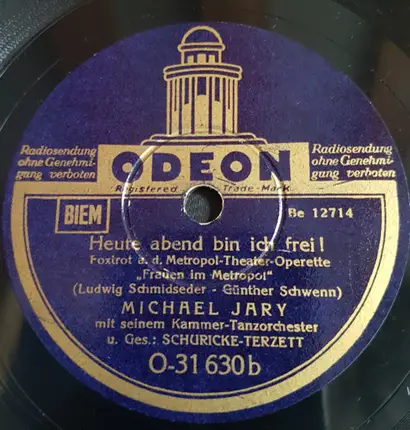 ODEON
Registered Trade-Mark
Radiosendung
ohne Genehmi-
gung verboten
Radiosendung
ohne Genehmi-
gung verboten
BIEM
Be 12714
Heute abend bin ich frei!
Foxtrot a. d. Metropol-Theater-Operette
„Frauen im Metropol“
(Ludwig Schmidseder - Günther Schwenn)
MICHAEL JARY
mit seinem Kammer-Tanzorchester
u. Ges.: SCHURICKE-TERZETT
O-31630b